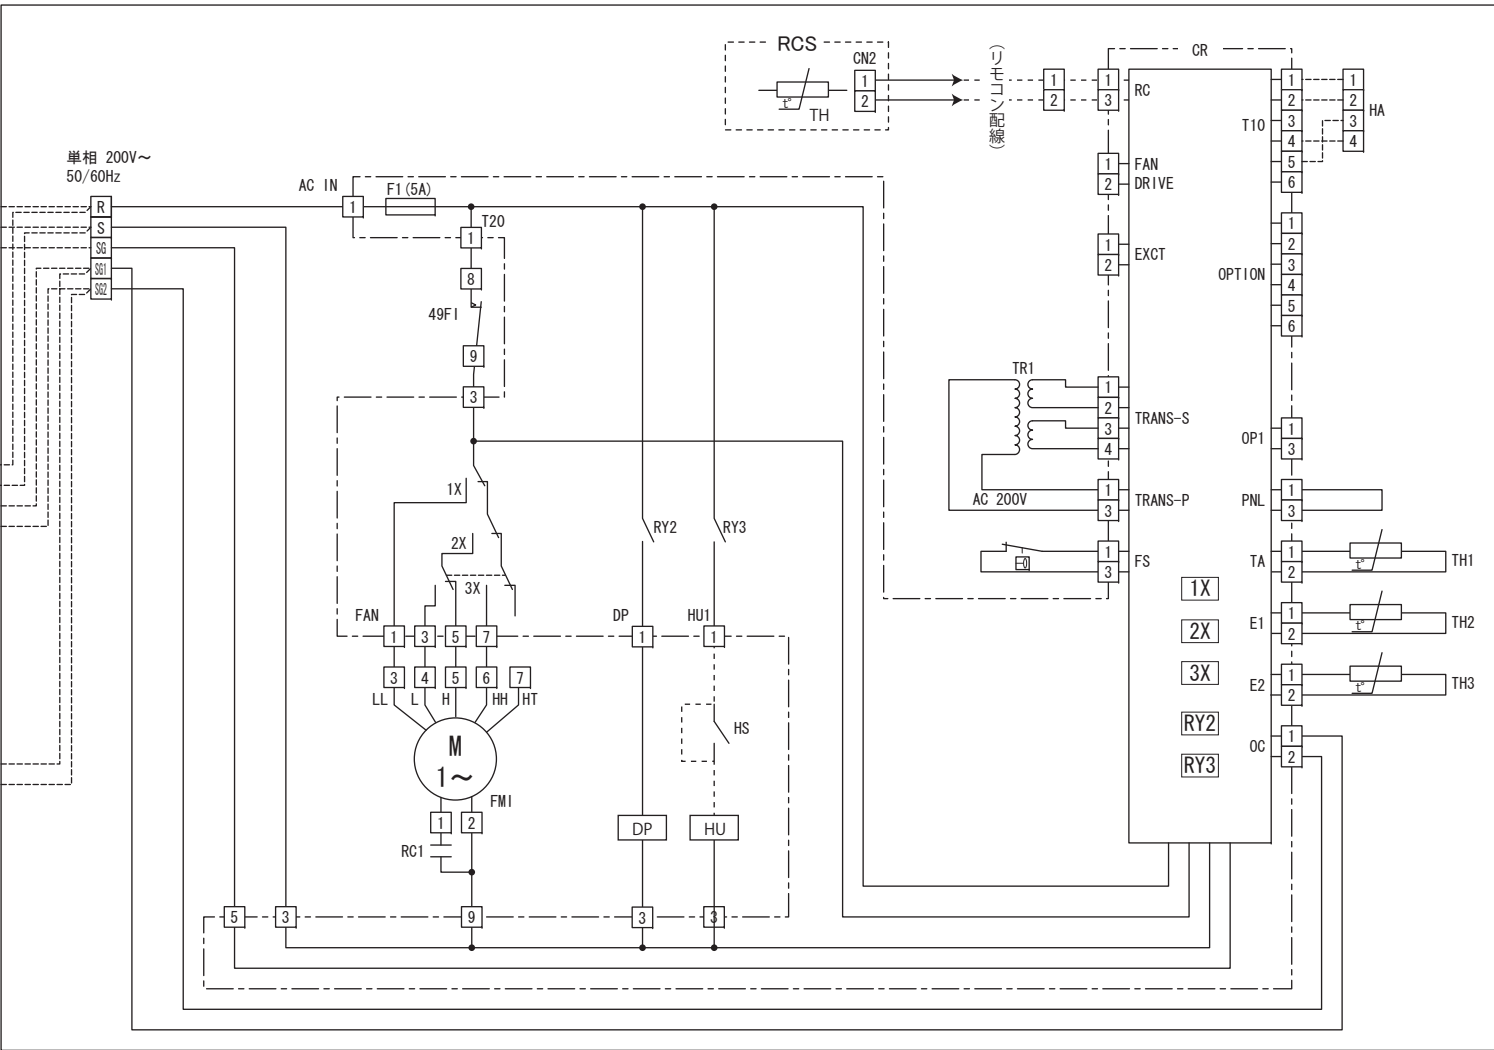 RCS
CN2
1
2
t°
TH
(リモコン配線)
1
2
CR
1
3
RC
T10
1
2
3
4
5
6
1
2
3
4
HA
単相 200V～
50/60Hz
R
S
SG
SG1
SG2
AC IN
1
F1(5A)
T20
1
8
49FI
9
3
1
2
FAN
DRIVE
1
2
EXCT
OPTION
1
2
3
4
5
6
TR1
1
2
3
4
TRANS-S
AC 200V
1
3
TRANS-P
1
3
FS
OP1
1
3
PNL
1
3
TA
1
2
t°
TH1
E1
1
2
t°
TH2
E2
1
2
t°
TH3
OC
1
2
1X
2X
3X
RY2
RY3
1X
2X
3X
RY2
RY3
FAN
1
3
5
7
DP
1
HU1
1
3
4
5
6
7
LL
L
H
HH
HT
HS
M
1～
FMI
1
2
RC1
DP
HU
5
3
9
3
3